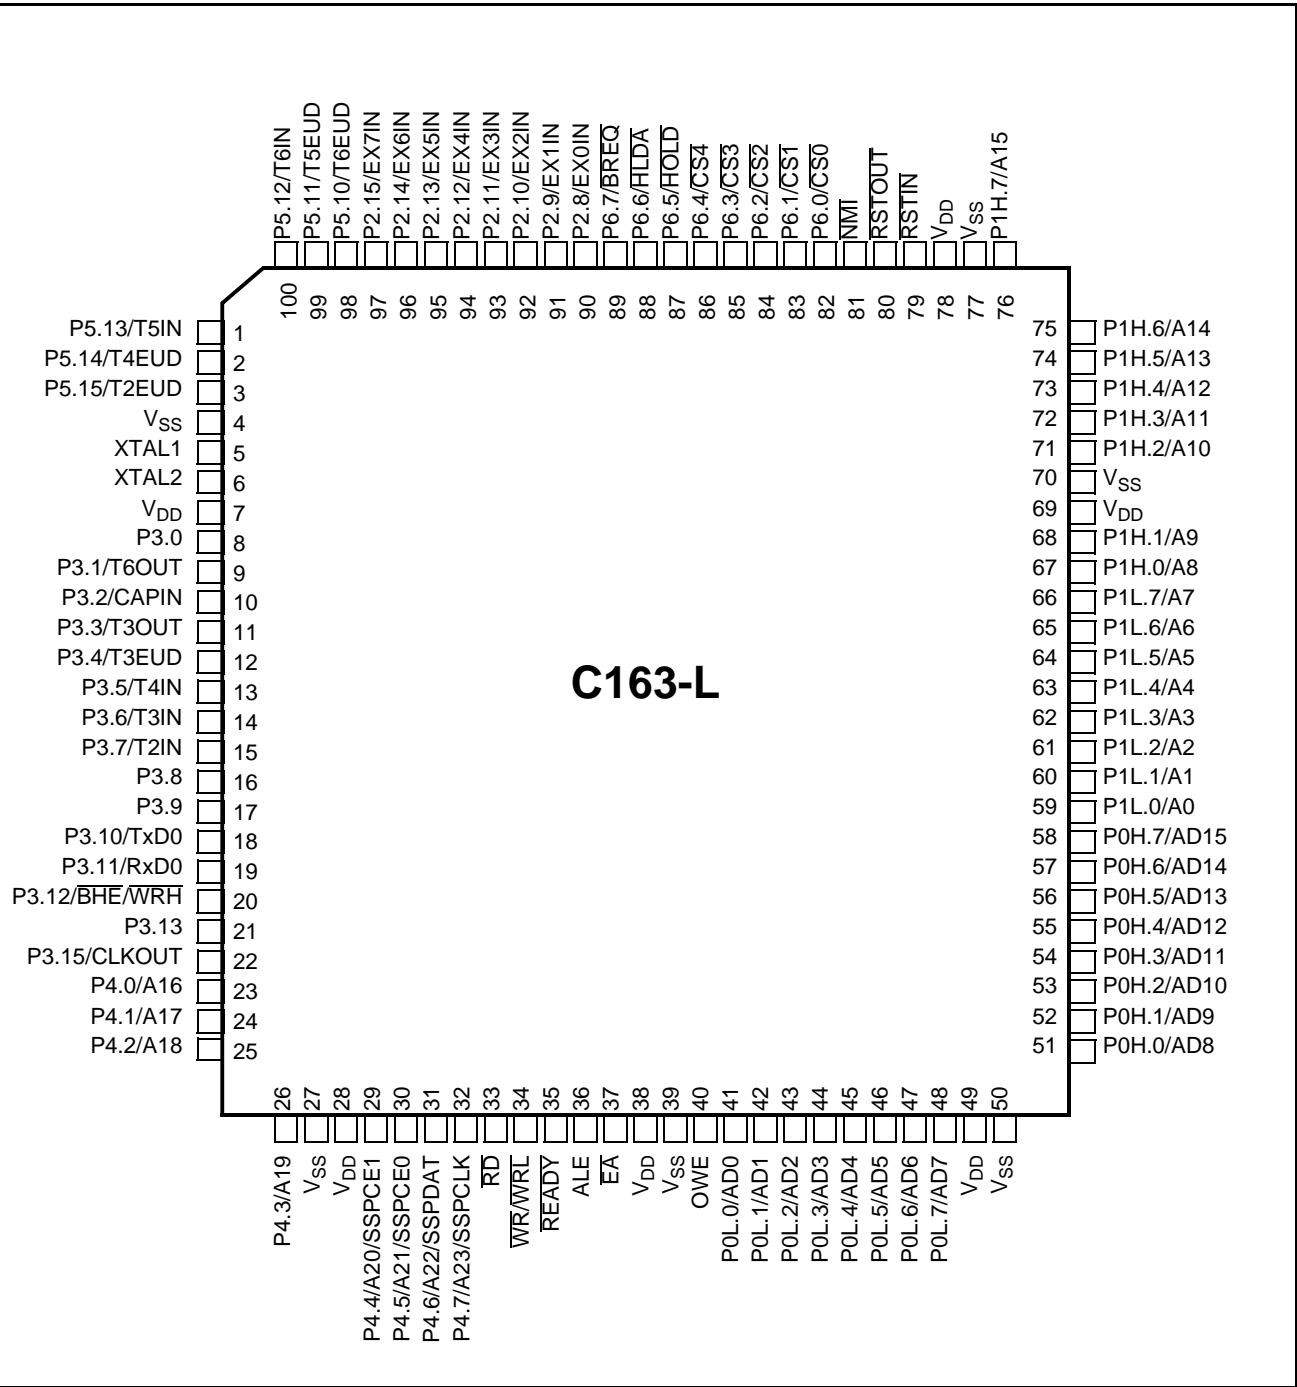 P5.12/T6IN
P5.11/T5EUD
P5.10/T6EUD
P2.15/EX7IN
P2.14/EX6IN
P2.13/EX5IN
P2.12/EX4IN
P2.11/EX3IN
P2.10/EX2IN
P2.9/EX1IN
P2.8/EX0IN
P6.7/BREQ
P6.6/HLDA
P6.5/HOLD
P6.4/CS4
P6.3/CS3
P6.2/CS2
P6.1/CS1
P6.0/CS0
NMI
RSTOUT
RSTIN
VDD
VSS
P1H.7/A15
100 99 98 97 96 95 94 93 92 91 90 89 88 87 86 85 84 83 82 81 80 79 78 77 76
P5.13/T5IN 1
P5.14/T4EUD 2
P5.15/T2EUD 3
VSS 4
XTAL1 5
XTAL2 6
VDD 7
P3.0 8
P3.1/T6OUT 9
P3.2/CAPIN 10
P3.3/T3OUT 11
P3.4/T3EUD 12
P3.5/T4IN 13
P3.6/T3IN 14
P3.7/T2IN 15
P3.8 16
P3.9 17
P3.10/TxD0 18
P3.11/RxD0 19
P3.12/BHE/WRH 20
P3.13 21
P3.15/CLKOUT 22
P4.0/A16 23
P4.1/A17 24
P4.2/A18 25
C163-L
75 P1H.6/A14
74 P1H.5/A13
73 P1H.4/A12
72 P1H.3/A11
71 P1H.2/A10
70 VSS
69 VDD
68 P1H.1/A9
67 P1H.0/A8
66 P1L.7/A7
65 P1L.6/A6
64 P1L.5/A5
63 P1L.4/A4
62 P1L.3/A3
61 P1L.2/A2
60 P1L.1/A1
59 P1L.0/A0
58 P0H.7/AD15
57 P0H.6/AD14
56 P0H.5/AD13
55 P0H.4/AD12
54 P0H.3/AD11
53 P0H.2/AD10
52 P0H.1/AD9
51 P0H.0/AD8
26 27 28 29 30 31 32 33 34 35 36 37 38 39 40 41 42 43 44 45 46 47 48 49 50
P4.3/A19
VSS
VDD
P4.4/A20/SSPCE1
P4.5/A21/SSPCE0
P4.6/A22/SSPDAT
P4.7/A23/SSPCLK
RD
WR/WRL
READY
ALE
EA
VDD
VSS
OWE
P0L.0/AD0
P0L.1/AD1
P0L.2/AD2
P0L.3/AD3
P0L.4/AD4
P0L.5/AD5
P0L.6/AD6
P0L.7/AD7
VDD
VSS